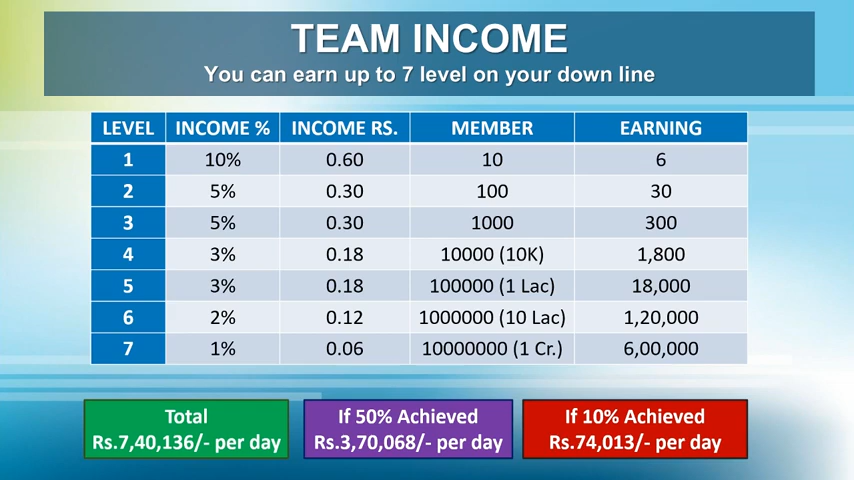 TEAM INCOME
You can earn up to 7 level on your down line
LEVEL INCOME % INCOME RS. MEMBER EARNING
1 10% 0.60 10 6
2 5% 0.30 100 30
3 5% 0.30 1000 300
4 3% 0.18 10000 (10K) 1,800
5 3% 0.18 100000 (1 Lac) 18,000
6 2% 0.12 1000000 (10 Lac) 1,20,000
7 1% 0.06 10000000 (1 Cr.) 6,00,000
Total
Rs.7,40,136/- per day
If 50% Achieved
Rs.3,70,068/- per day
If 10% Achieved
Rs.74,013/- per day